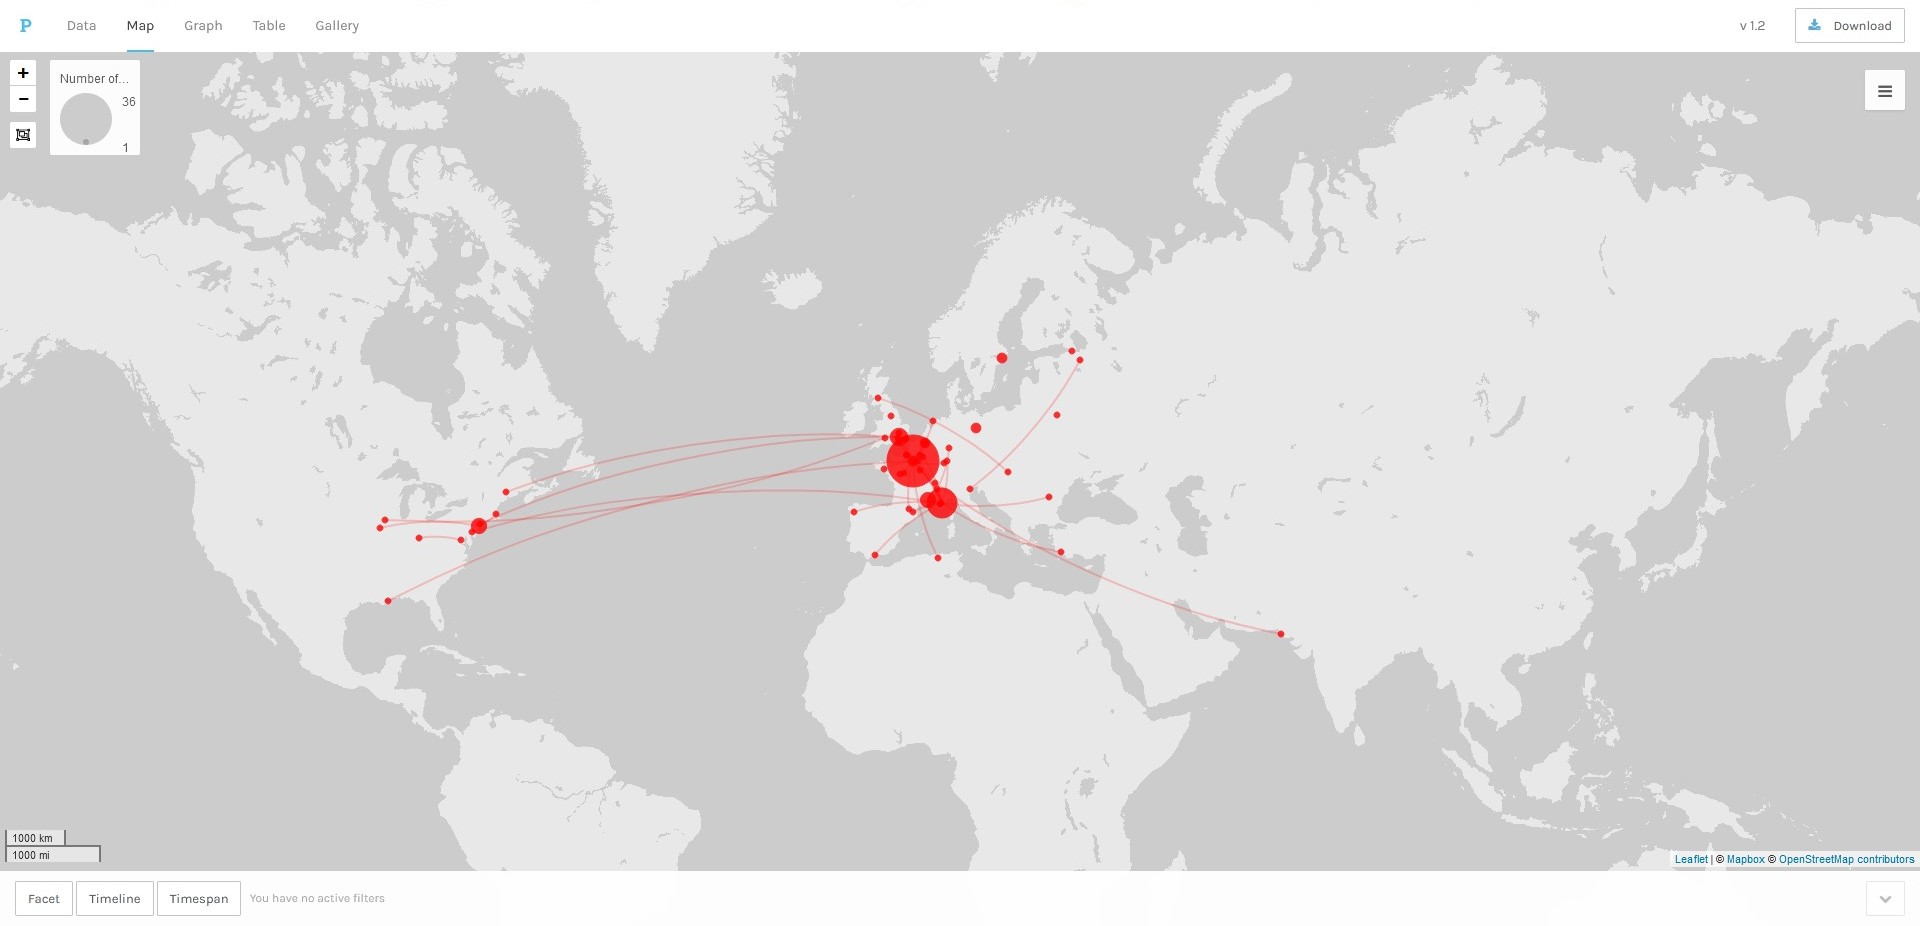 P Data Map Graph Table Gallery v 1.2 Download
+
−
Number of...
36
1
1000 km
1000 mi
Leaflet | © Mapbox © OpenStreetMap contributors
Facet Timeline Timespan You have no active filters